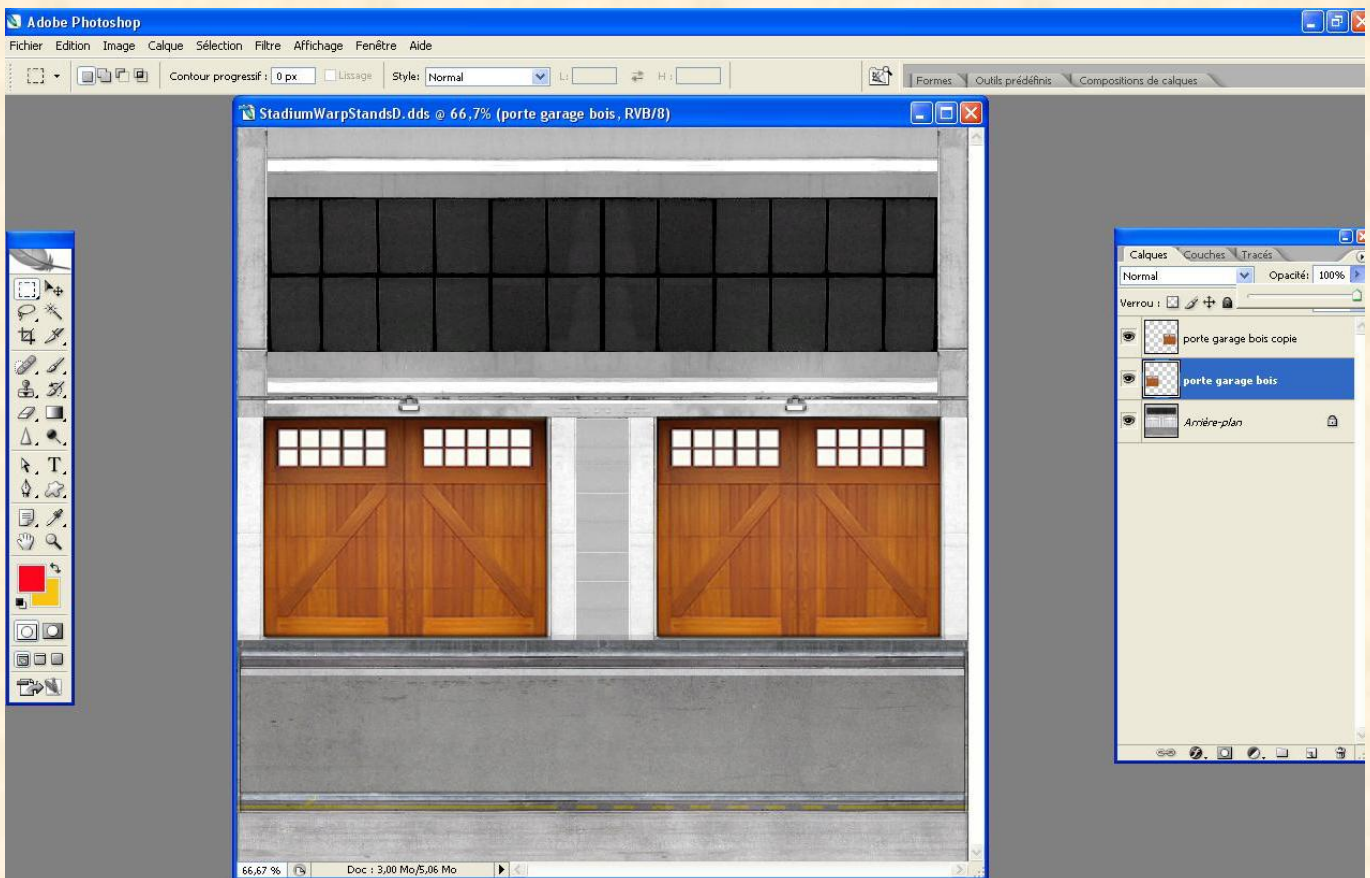 Adobe Photoshop
Fichier Edition Image Calque Sélection Filtre Affichage Fenêtre Aide
Contour progressif : 0 px Lissage Style: Normal L: H: Formes Outils prédéfinis Compositions de calques
StadiumWarpStandsD.dds @ 66,7% (porte garage bois, RVB/8)
Calques Couches Tracés
Normal Opacité: 100%
Verrou :
porte garage bois copie
porte garage bois
Arrière-plan
66,67 % Doc : 3,00 Mo/5,06 Mo